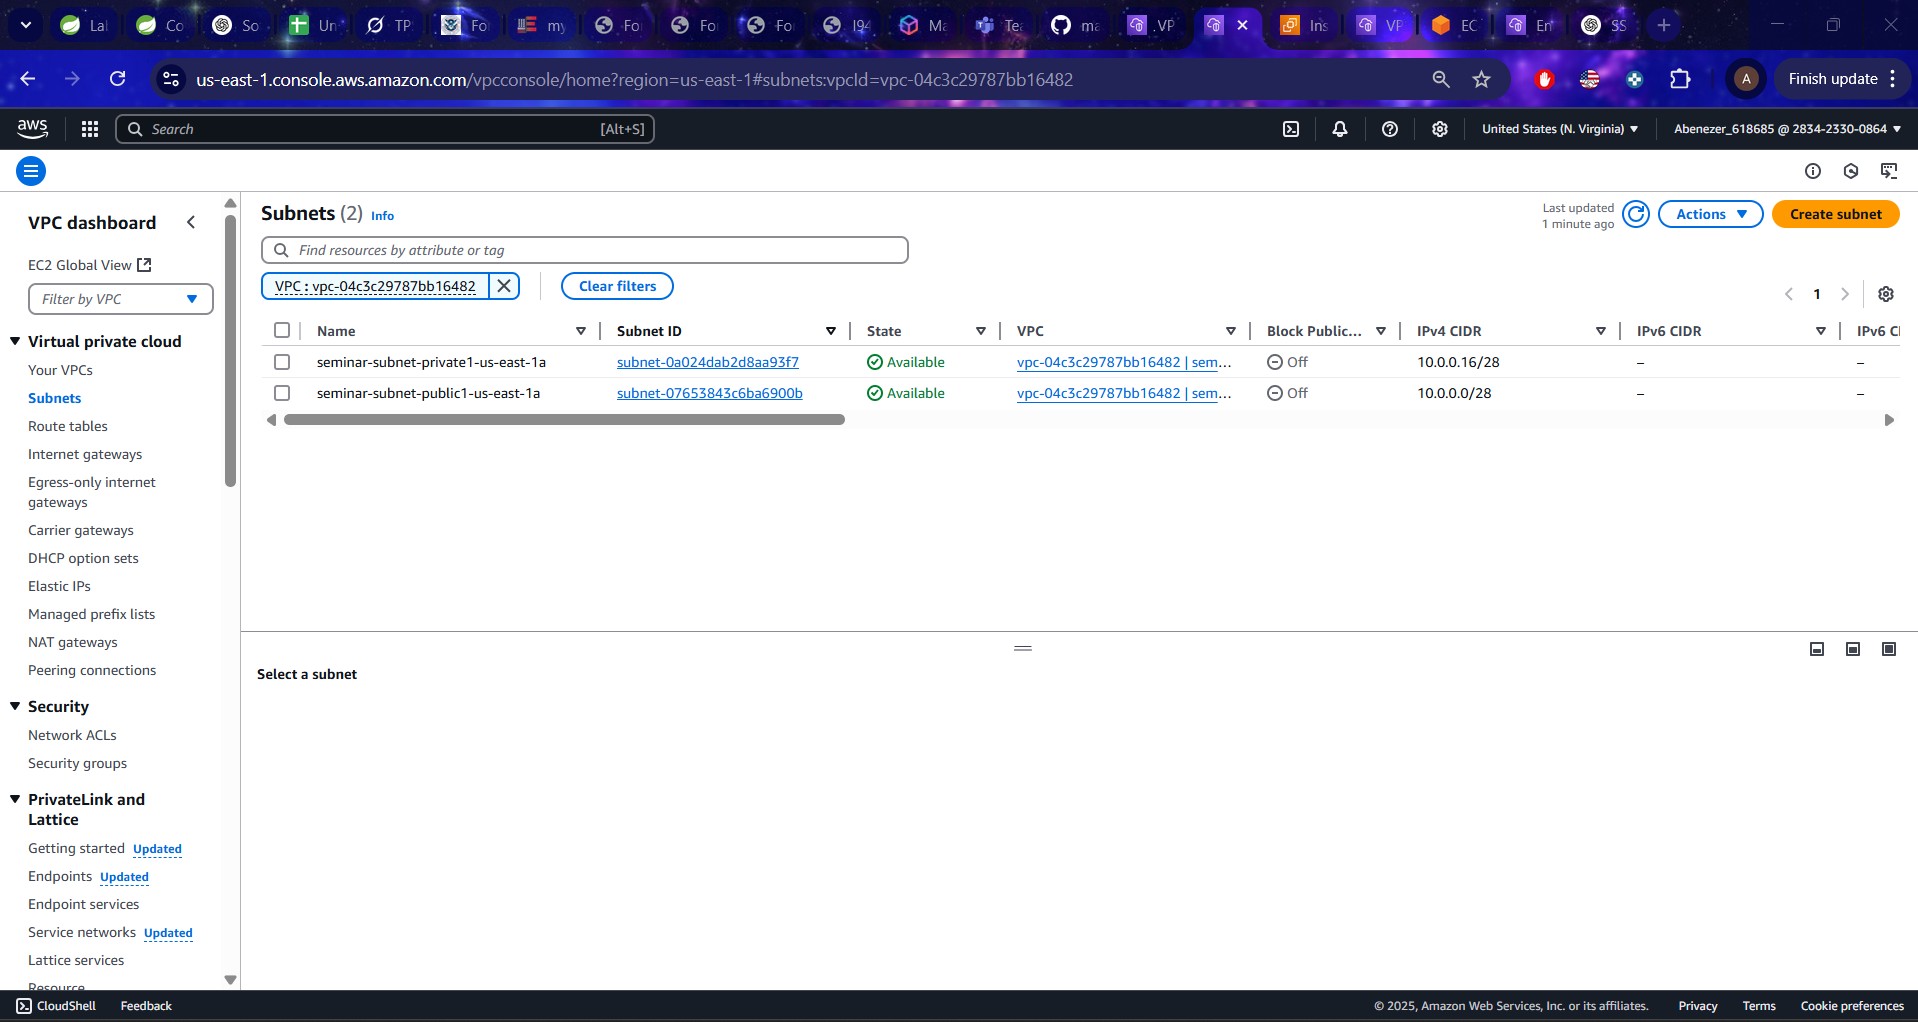 La
Co
So
Un
TP
Fo
my
Fo
Fo
Fo
I94
Ma
Te
ma
VP
Ins
VP
EC
En
SS
us-east-1.console.aws.amazon.com/vpcconsole/home?region=us-east-1#subnets:vpcId=vpc-04c3c29787bb16482
A
Finish update
aws
Search
[Alt+S]
United States (N. Virginia)
Abenezer_618685 @ 2834-2330-0864
VPC dashboard
EC2 Global View
Filter by VPC
Virtual private cloud
Your VPCs
Subnets
Route tables
Internet gateways
Egress-only internet
gateways
Carrier gateways
DHCP option sets
Elastic IPs
Managed prefix lists
NAT gateways
Peering connections
Security
Network ACLs
Security groups
PrivateLink and
Lattice
Getting started Updated
Endpoints Updated
Endpoint services
Service networks Updated
Lattice services
Resource
Subnets (2) Info
Last updated
1 minute ago
Actions
Create subnet
Find resources by attribute or tag
VPC : vpc-04c3c29787bb16482
Clear filters
1
Name Subnet ID State VPC Block Public... IPv4 CIDR IPv6 CIDR IPv6 CI
seminar-subnet-private1-us-east-1a subnet-0a024dab2d8aa93f7 Available vpc-04c3c29787bb16482 | sem... Off 10.0.0.16/28 – –
seminar-subnet-public1-us-east-1a subnet-07653843c6ba6900b Available vpc-04c3c29787bb16482 | sem... Off 10.0.0.0/28 – –
Select a subnet
CloudShell Feedback
© 2025, Amazon Web Services, Inc. or its affiliates. Privacy Terms Cookie preferences